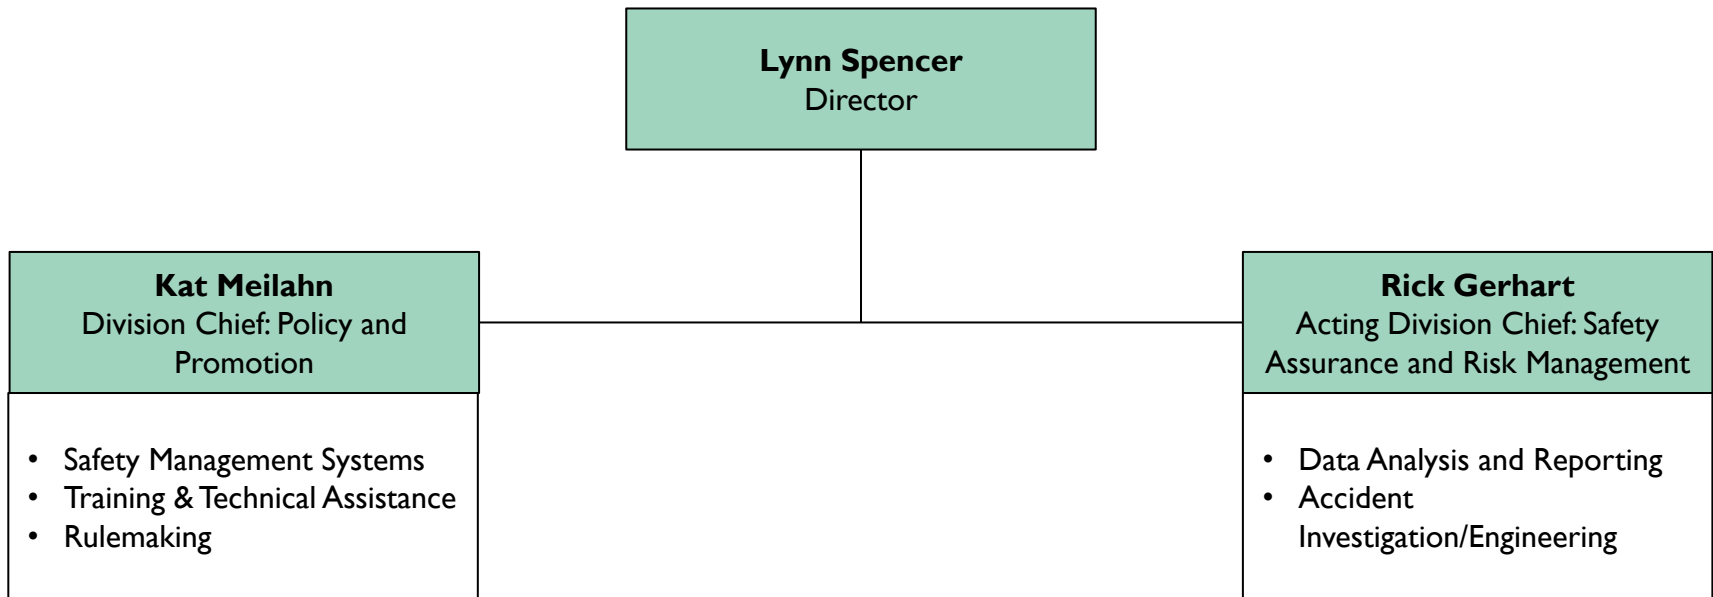 Lynn Spencer
Director
Kat Meilahn
Division Chief: Policy and
Promotion
• Safety Management Systems
• Training & Technical Assistance
• Rulemaking
Rick Gerhart
Acting Division Chief: Safety
Assurance and Risk Management
• Data Analysis and Reporting
• Accident
Investigation/Engineering